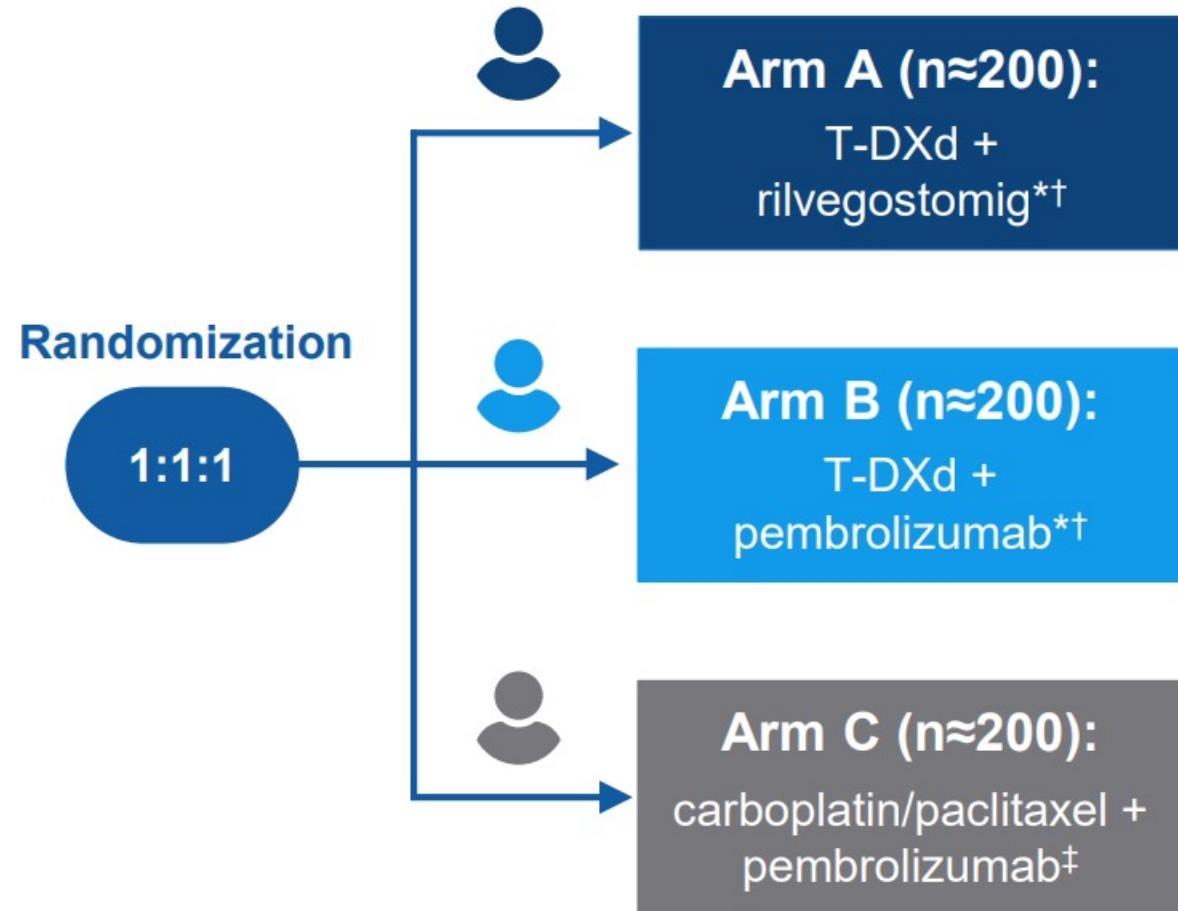 Randomization
1:1:1
Arm A (n≈200):
T-DXd +
rilvegostomig*†
Arm B (n≈200):
T-DXd +
pembrolizumab*†
Arm C (n≈200):
carboplatin/paclitaxel +
pembrolizumab‡